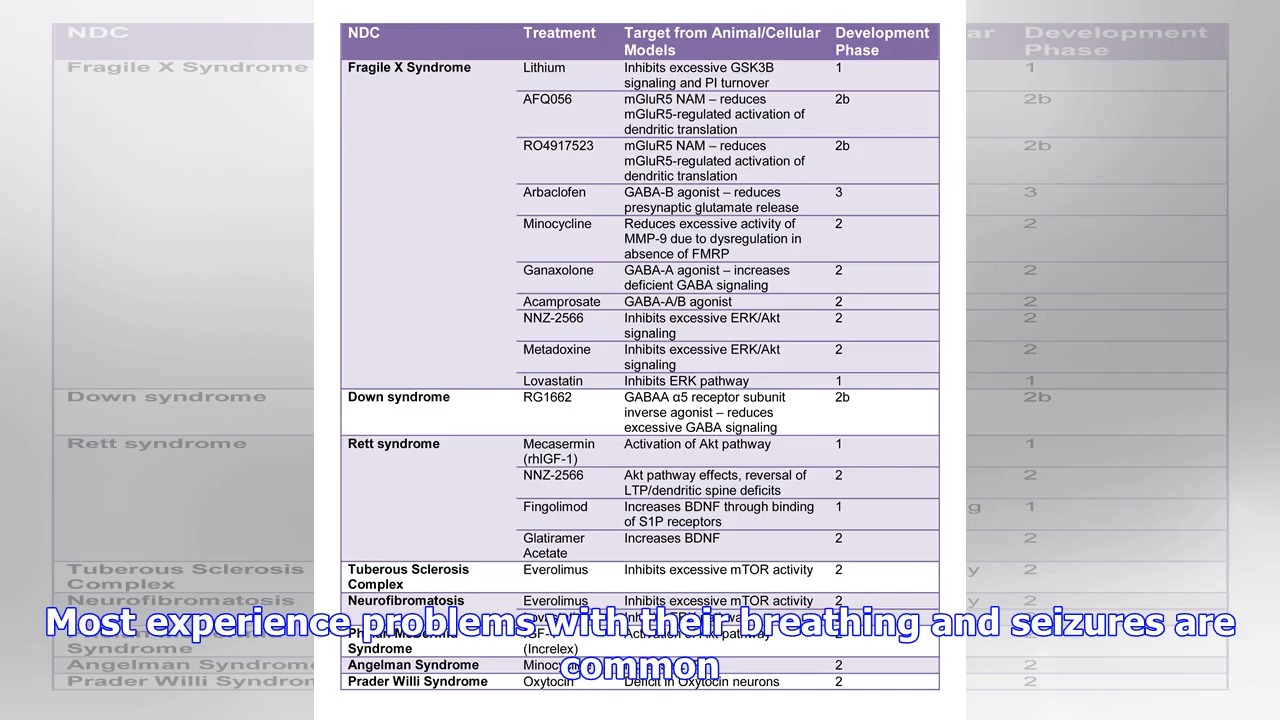 NDC Treatment Target from Animal/Cellular Development
Models Phase
Fragile X Syndrome Lithium Inhibits excessive GSK3B 1
signaling and PI turnover
AFQ056 mGluR5 NAM – reduces 2b
mGluR5-regulated activation of
dendritic translation
RO4917523 mGluR5 NAM – reduces 2b
mGluR5-regulated activation of
dendritic translation
Arbaclofen GABA-B agonist – reduces 3
presynaptic glutamate release
Minocycline Reduces excessive activity of 2
MMP-9 due to dysregulation in
absence of FMRP
Ganaxolone GABA-A agonist – increases 2
deficient GABA signaling
Acamprosate GABA-A/B agonist 2
NNZ-2566 Inhibits excessive ERK/Akt 2
signaling
Metadoxine Inhibits excessive ERK/Akt 2
signaling
Lovastatin Inhibits ERK pathway 1
Down syndrome RG1662 GABAA α5 receptor subunit 2b
inverse agonist – reduces
excessive GABA signaling
Rett syndrome Mecasermin Activation of Akt pathway 1
(rhIGF-1)
NNZ-2566 Akt pathway effects, reversal of 2
LTP/dendritic spine deficits
Fingolimod Increases BDNF through binding 1
of S1P receptors
Glatiramer Increases BDNF 2
Acetate
Tuberous Sclerosis Everolimus Inhibits excessive mTOR activity 2
Complex
Neurofibromatosis Everolimus Inhibits excessive mTOR activity 2
Syndrome (Increlex)
Angelman Syndrome 2
Prader Willi Syndrome Oxytocin Deficit in Oxytocin neurons 2
Most experience problems with their breathing and seizures are
common